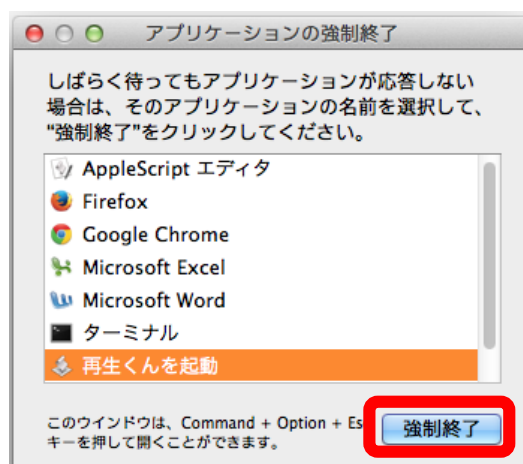 アプリケーションの強制終了
しばらく待ってもアプリケーションが応答しない
場合は、そのアプリケーションの名前を選択して、
“強制終了”をクリックしてください。
AppleScript エディタ
Firefox
Google Chrome
Microsoft Excel
Microsoft Word
ターミナル
再生くんを起動
このウインドウは、Command + Option + Es
キーを押して開くことができます。
強制終了